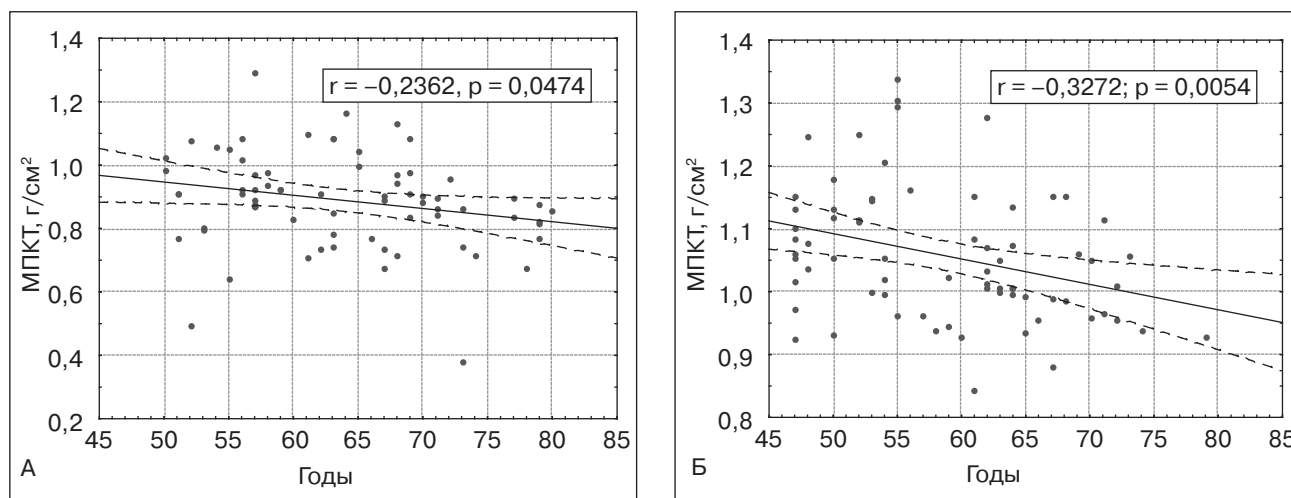 1,4
1,2
1,0
0,8
0,6
0,4
0,2
МПКТ, г/см²
r = −0,2362, p = 0,0474
45 50 55 60 65 70 75 80 85
Годы
А
1,4
1,3
1,2
1,1
1,0
0,9
0,8
МПКТ, г/см²
r = −0,3272; p = 0,0054
45 50 55 60 65 70 75 80 85
Годы
Б